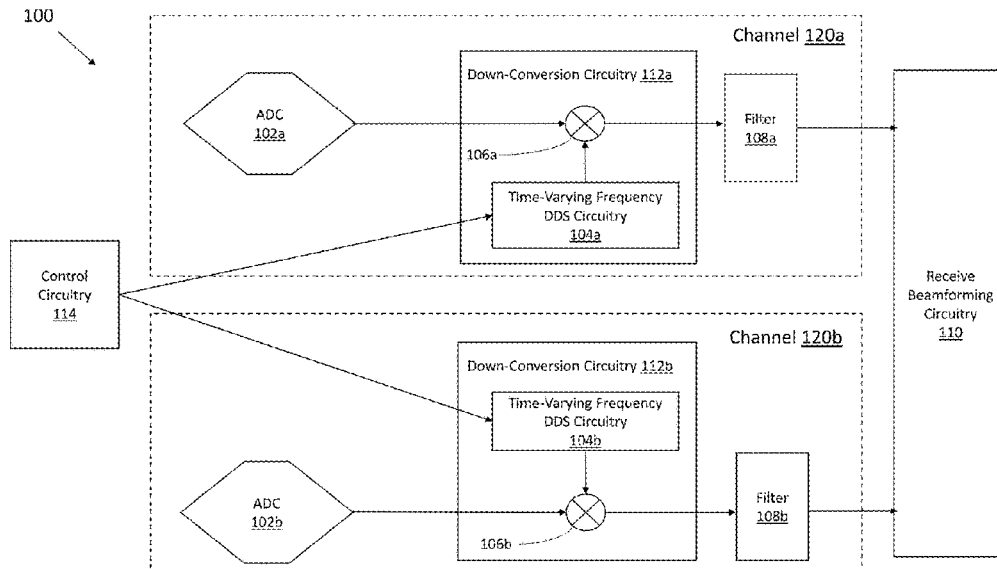 100
Channel 120a
Down-Conversion Circuitry 112a
ADC
102a
106a
Filter
108a
Time-Varying Frequency
DDS Circuitry
104a
Control
Circuitry
114
Receive
Beamforming
Circuitry
110
Channel 120b
Down-Conversion Circuitry 112b
Time-Varying Frequency
DDS Circuitry
104b
ADC
102b
106b
Filter
108b